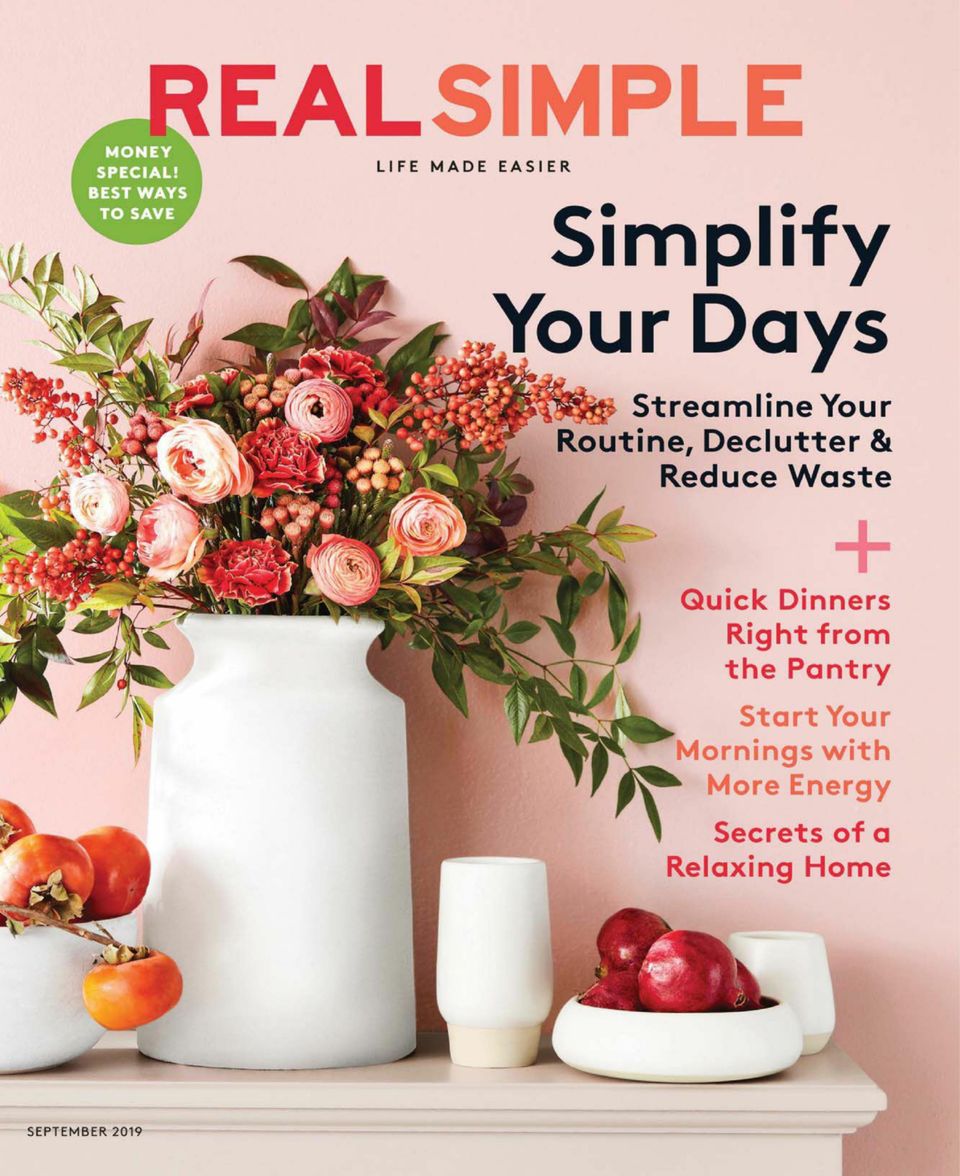 REAL SIMPLE
LIFE MADE EASIER
MONEY
SPECIAL!
BEST WAYS
TO SAVE
Simplify
Your Days
Streamline Your
Routine, Declutter &
Reduce Waste
+
Quick Dinners
Right from
the Pantry
Start Your
Mornings with
More Energy
Secrets of a
Relaxing Home
SEPTEMBER 2019